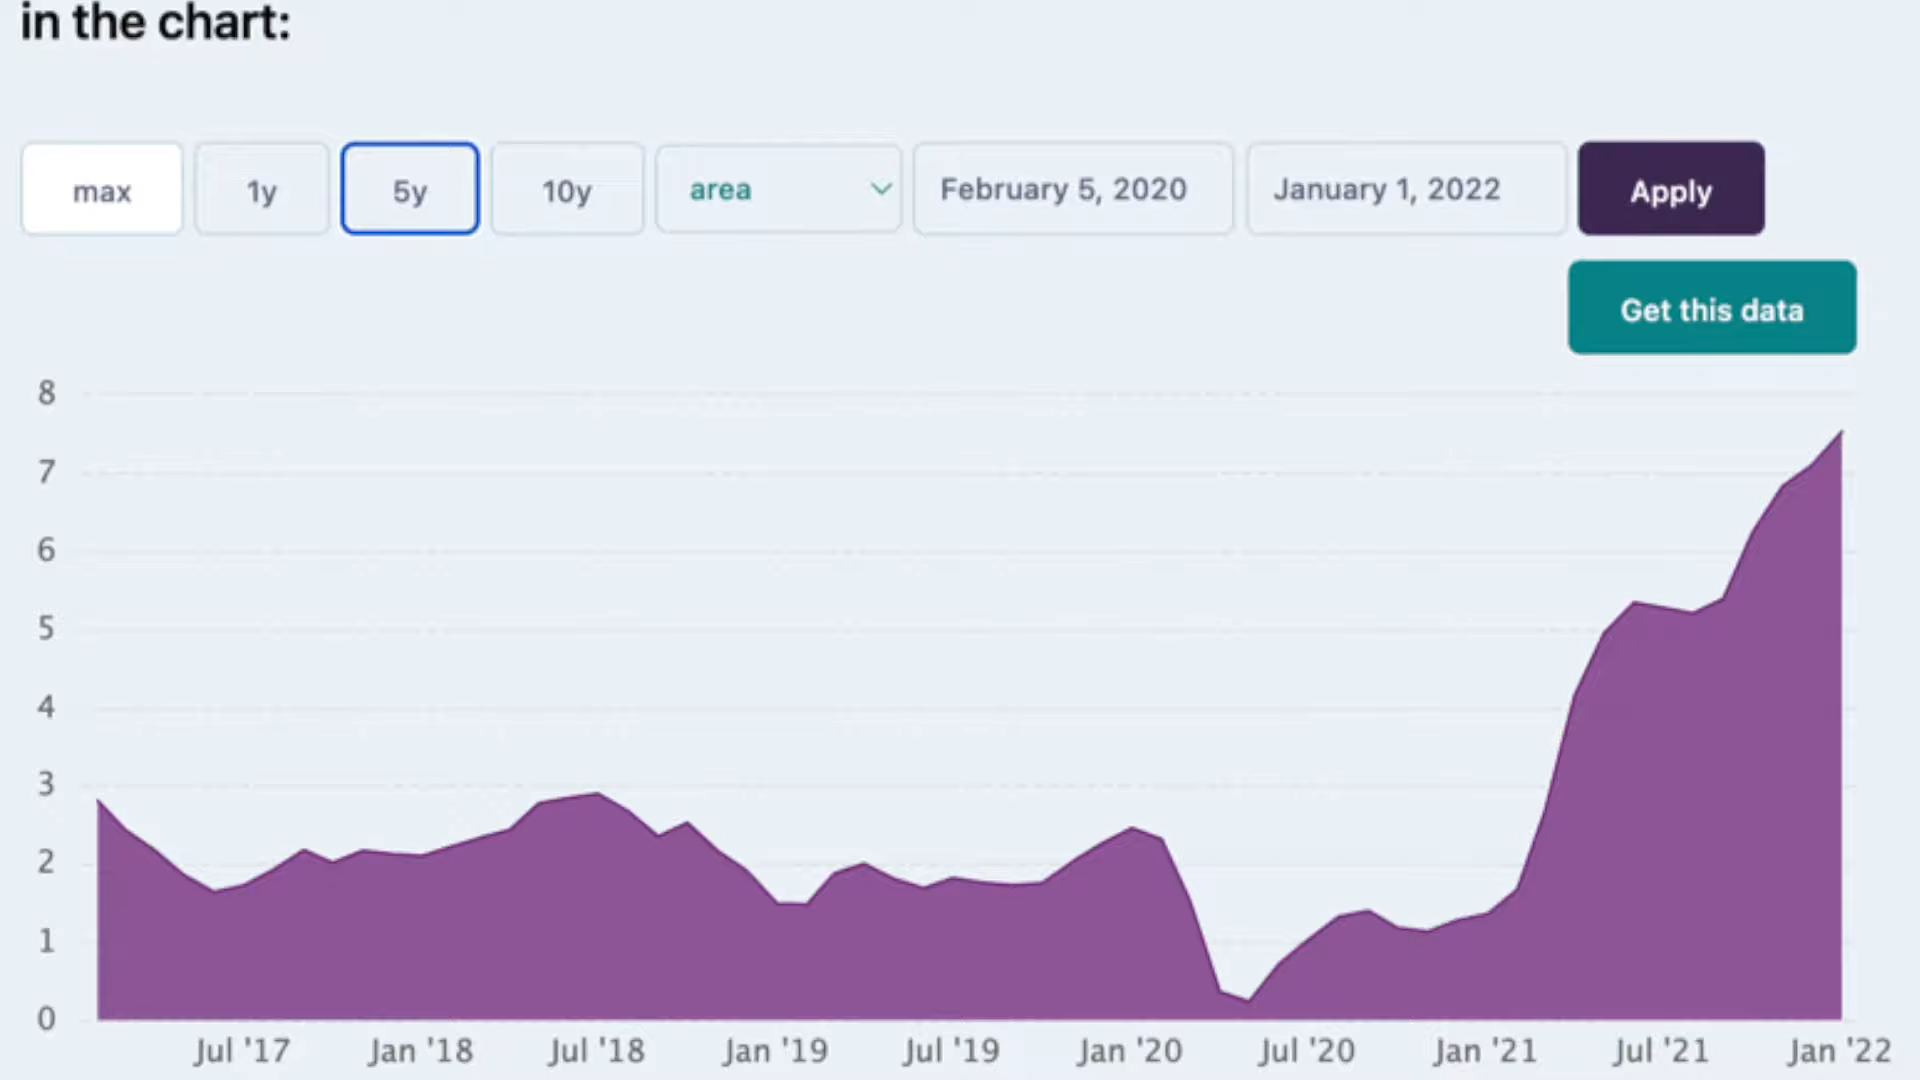 in the chart:
max 1y 5y 10y area February 5, 2020 January 1, 2022 Apply
Get this data
8
7
6
5
4
3
2
1
0
Jul '17 Jan '18 Jul '18 Jan '19 Jul '19 Jan '20 Jul '20 Jan '21 Jul '21 Jan '22